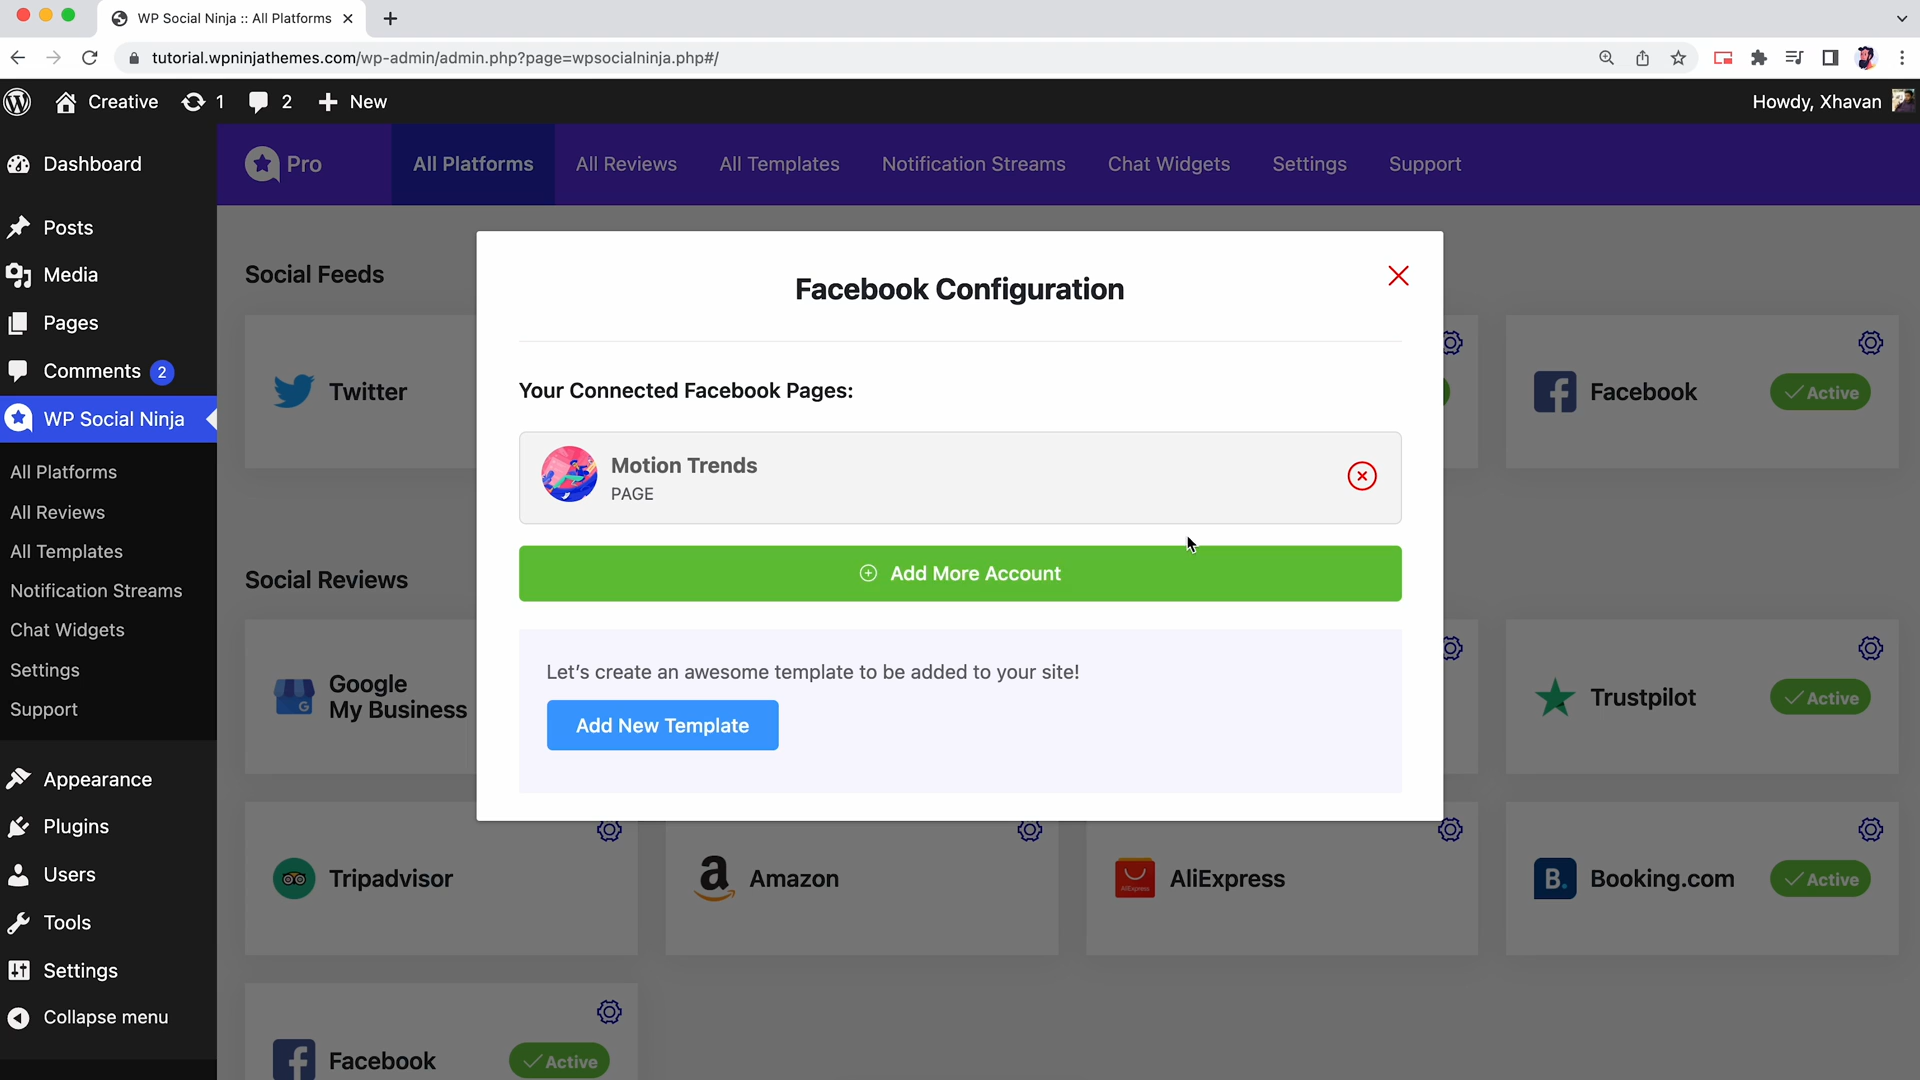 WP Social Ninja :: All Platforms
tutorial.wpninjathemes.com/wp-admin/admin.php?page=wpsocialninja.php#/
Creative 1 2 New
Howdy, Xhavan
Dashboard
Posts
Media
Pages
Comments 2
WP Social Ninja
All Platforms
All Reviews
All Templates
Notification Streams
Chat Widgets
Settings
Support
Appearance
Plugins
Users
Tools
Settings
Collapse menu
Pro All Platforms All Reviews All Templates Notification Streams Chat Widgets Settings Support
Social Feeds
Twitter
Facebook Active
Social Reviews
Google
My Business
Trustpilot Active
Tripadvisor
Amazon
AliExpress
AliExpress
B. Booking.com Active
Facebook Active
Facebook Configuration
Your Connected Facebook Pages:
Motion Trends
PAGE
Add More Account
Let's create an awesome template to be added to your site!
Add New Template